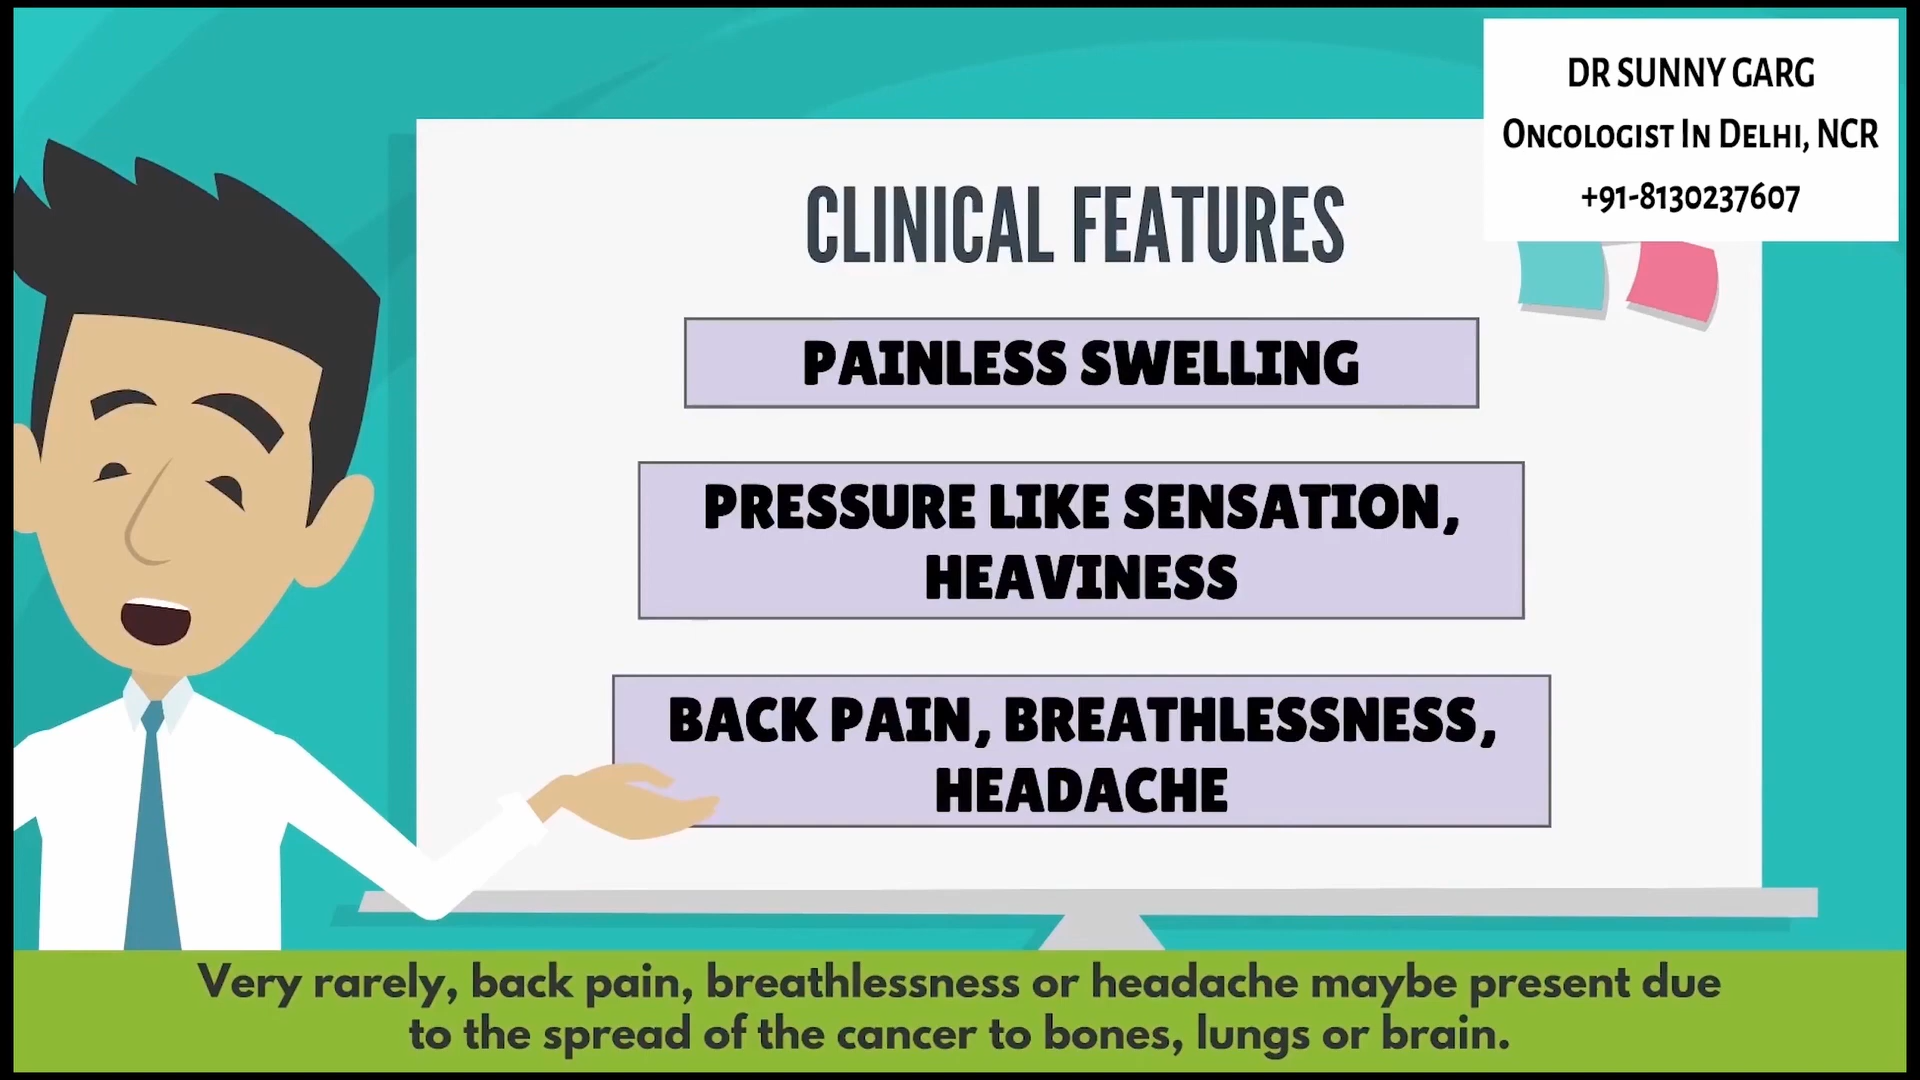 DR SUNNY GARG
ONCOLOGIST IN DELHI, NCR
+91-8130237607
CLINICAL FEATURES
PAINLESS SWELLING
PRESSURE LIKE SENSATION,
HEAVINESS
BACK PAIN, BREATHLESSNESS,
HEADACHE
Very rarely, back pain, breathlessness or headache maybe present due
to the spread of the cancer to bones, lungs or brain.